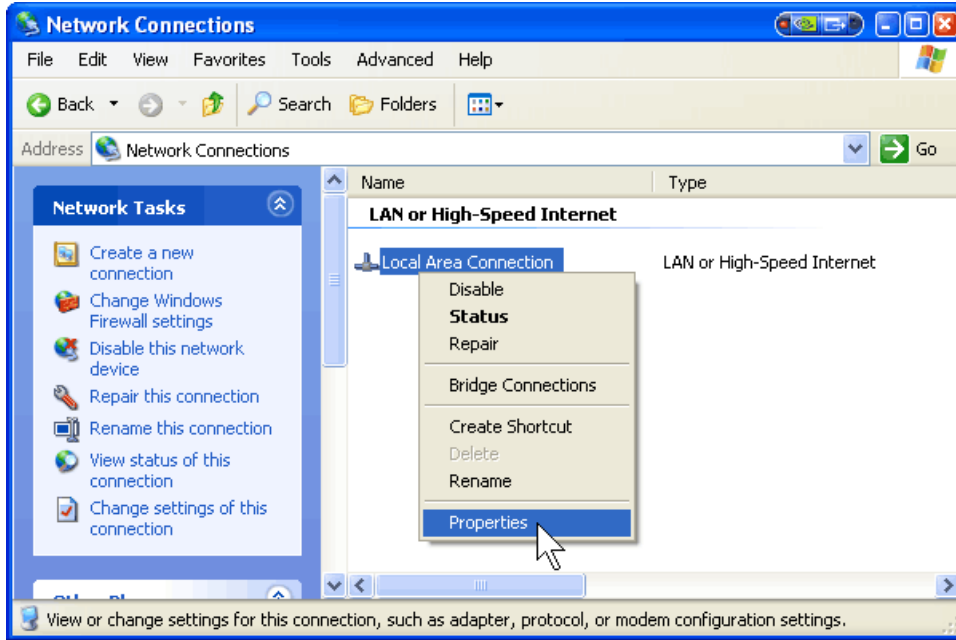 Network Connections
File Edit View Favorites Tools Advanced Help
Back Search Folders
Address Network Connections Go
Name Type
Network Tasks
Create a new
connection
Change Windows
Firewall settings
Disable this network
device
Repair this connection
Rename this connection
View status of this
connection
Change settings of this
connection
LAN or High-Speed Internet
Local Area Connection LAN or High-Speed Internet
Disable
Status
Repair
Bridge Connections
Create Shortcut
Delete
Rename
Properties
View or change settings for this connection, such as adapter, protocol, or modem configuration settings.